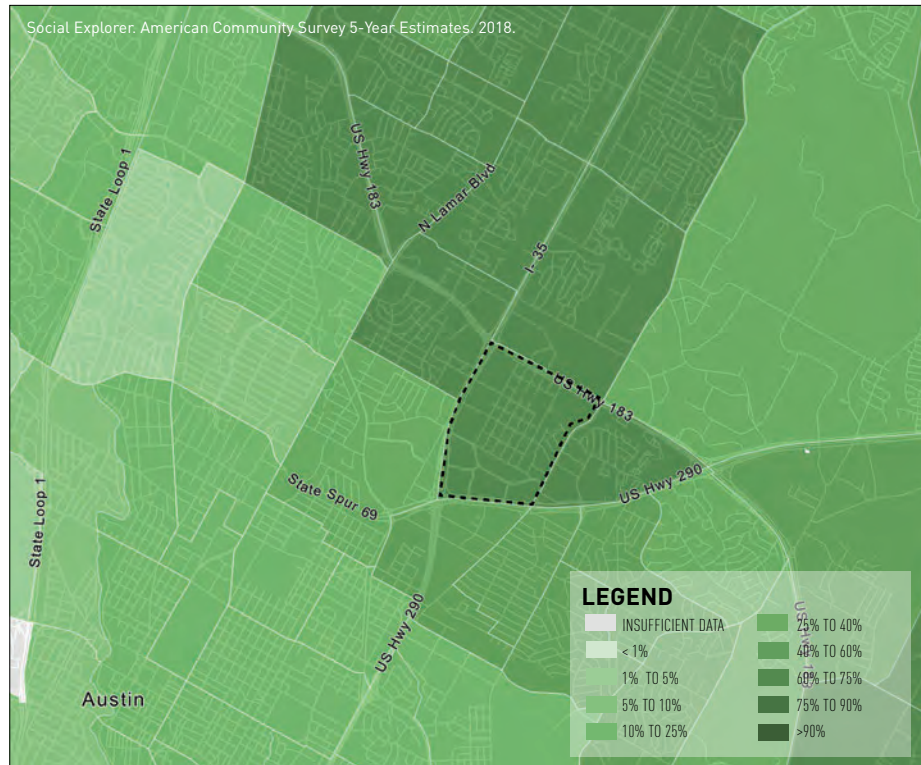 Social Explorer. American Community Survey 5-Year Estimates. 2018.
State Loop 1
US Hwy 183
N Lamar Blvd
I- 35
US Hwy 183
State Spur 69
US Hwy 290
State Loop 1
US Hwy 290
US Hwy 183
Austin
LEGEND
INSUFFICIENT DATA
< 1%
1% TO 5%
5% TO 10%
10% TO 25%
25% TO 40%
40% TO 60%
60% TO 75%
75% TO 90%
>90%